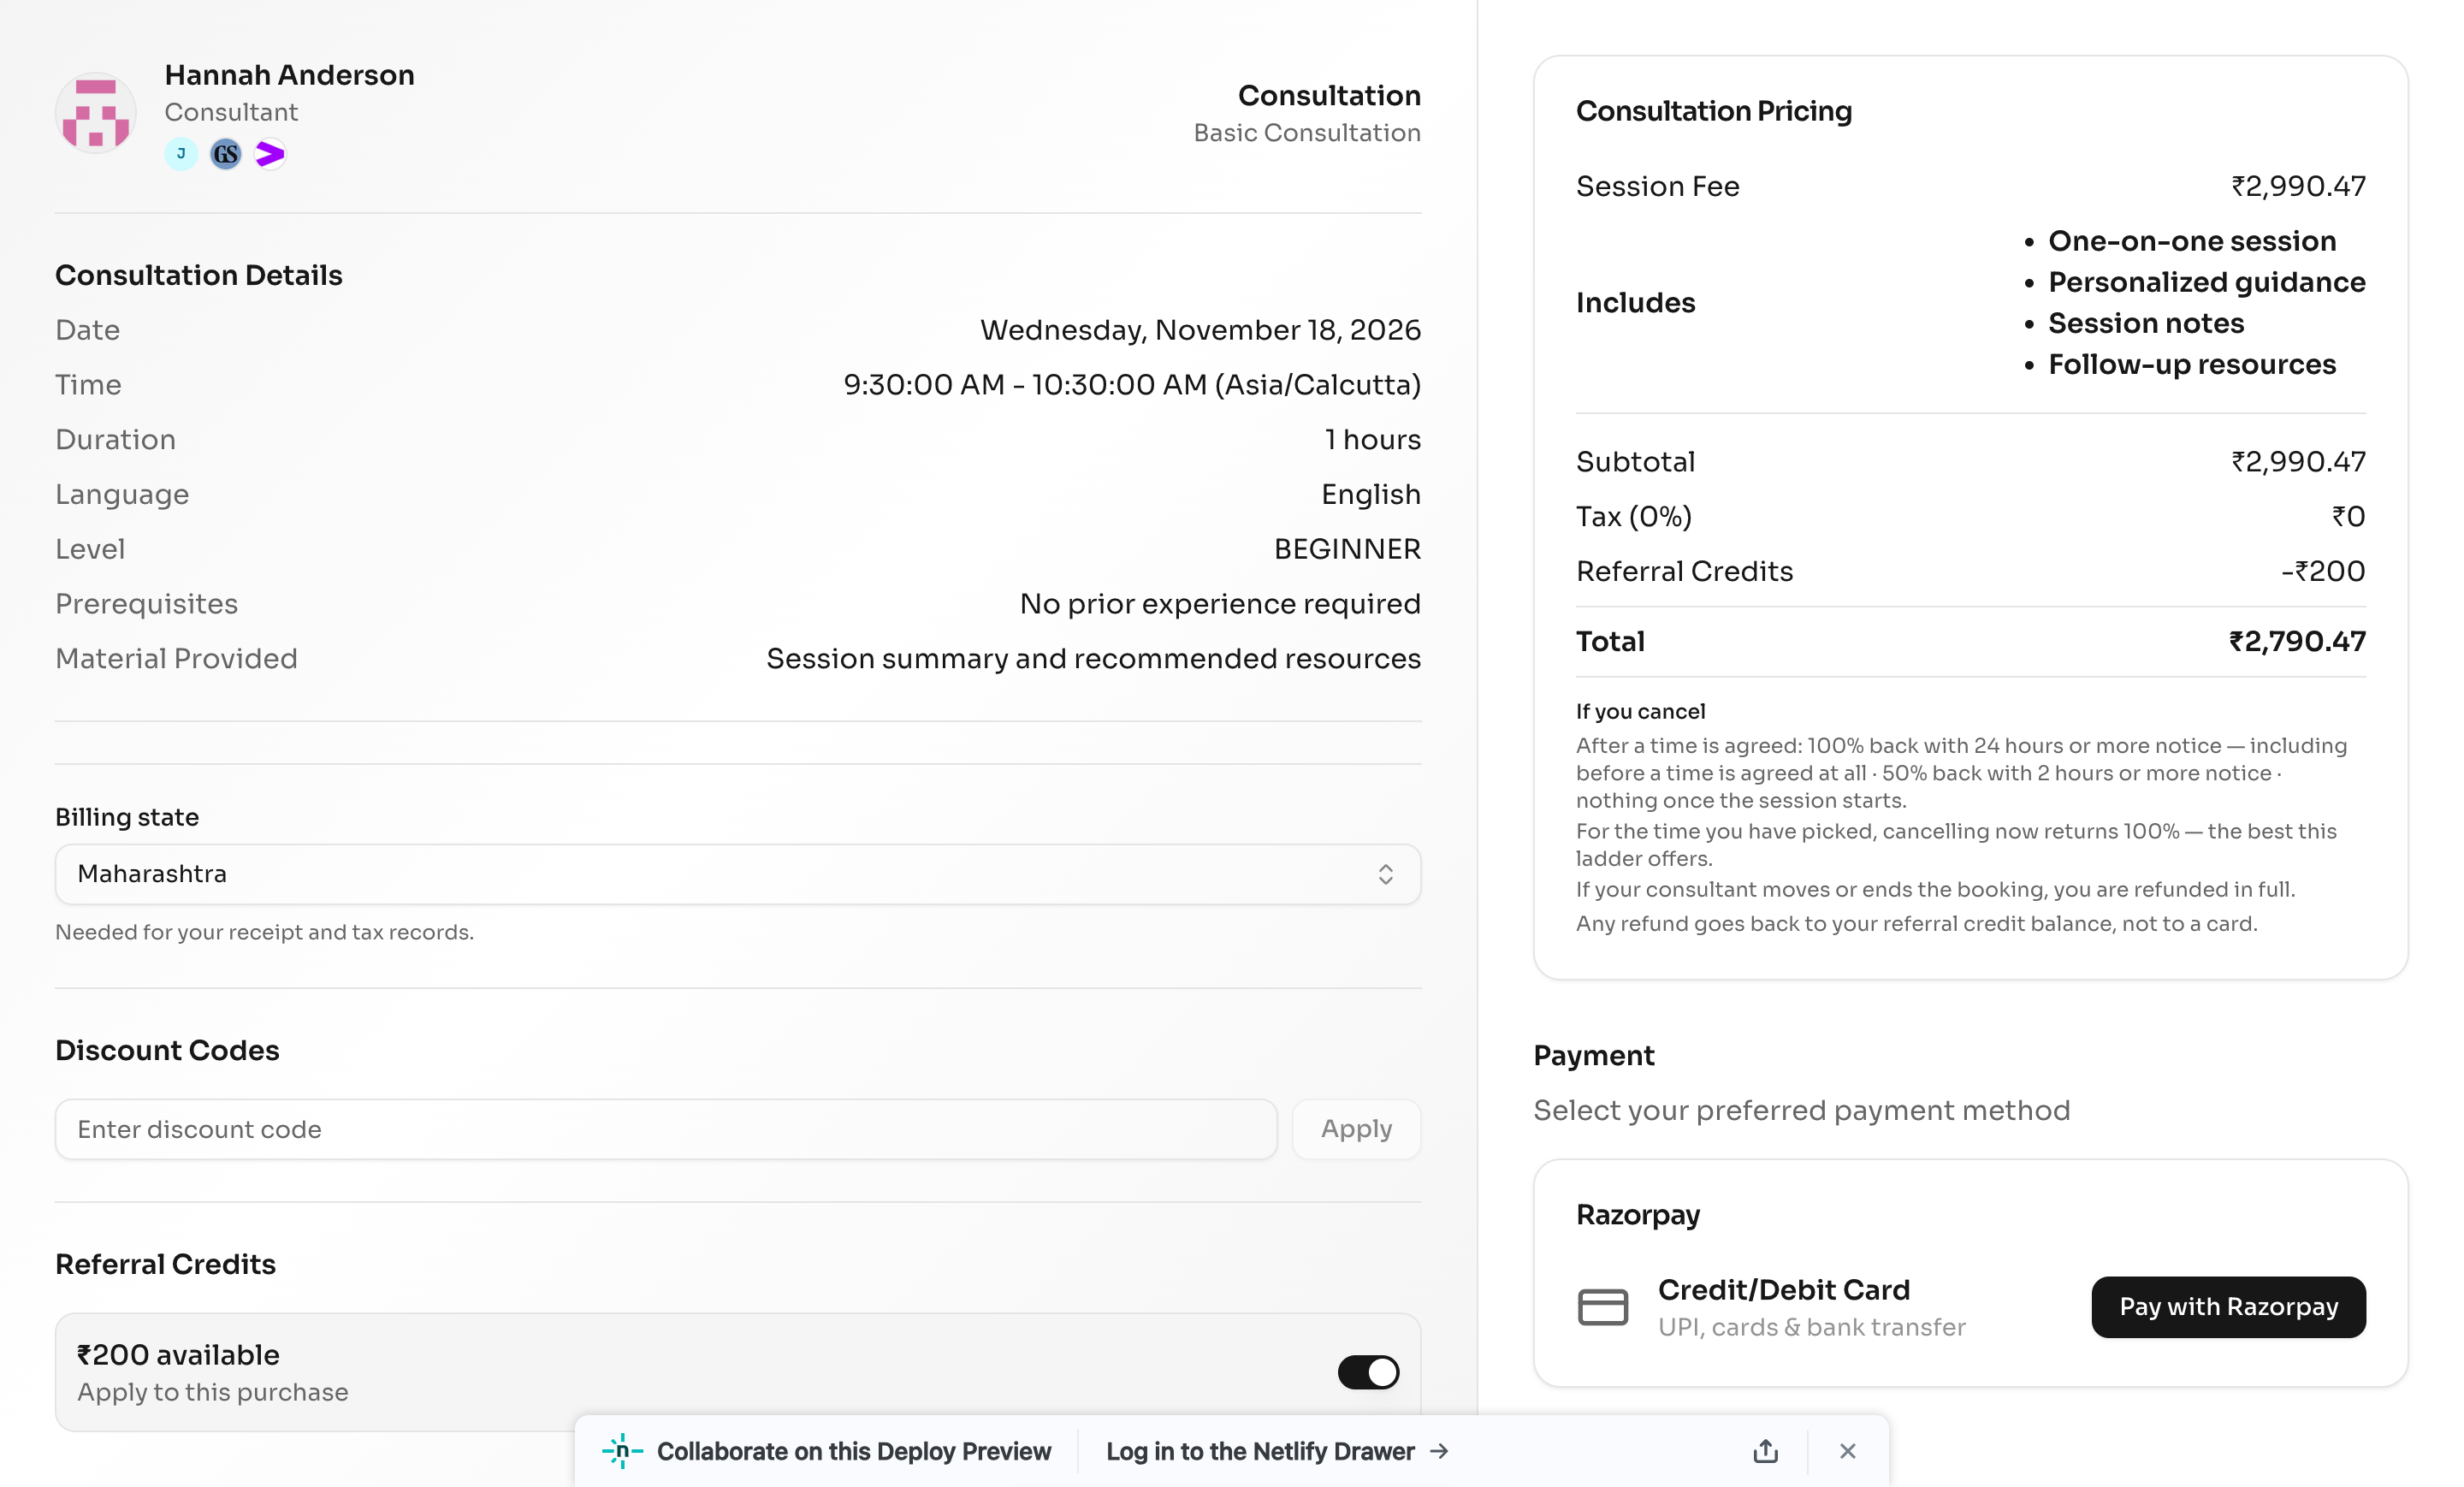 Hannah Anderson
Consultant
J GS
Consultation
Basic Consultation
Consultation Details
Date Wednesday, November 18, 2026
Time 9:30:00 AM - 10:30:00 AM (Asia/Calcutta)
Duration 1 hours
Language English
Level BEGINNER
Prerequisites No prior experience required
Material Provided Session summary and recommended resources
Billing state
Maharashtra
Needed for your receipt and tax records.
Discount Codes
Enter discount code Apply
Referral Credits
₹200 available
Apply to this purchase
Consultation Pricing
Session Fee ₹2,990.47
Includes
• One-on-one session
• Personalized guidance
• Session notes
• Follow-up resources
Subtotal ₹2,990.47
Tax (0%) ₹0
Referral Credits -₹200
Total ₹2,790.47
If you cancel
After a time is agreed: 100% back with 24 hours or more notice — including
before a time is agreed at all · 50% back with 2 hours or more notice ·
nothing once the session starts.
For the time you have picked, cancelling now returns 100% — the best this
ladder offers.
If your consultant moves or ends the booking, you are refunded in full.
Any refund goes back to your referral credit balance, not to a card.
Payment
Select your preferred payment method
Razorpay
Credit/Debit Card
UPI, cards & bank transfer
Pay with Razorpay
n Collaborate on this Deploy Preview Log in to the Netlify Drawer →